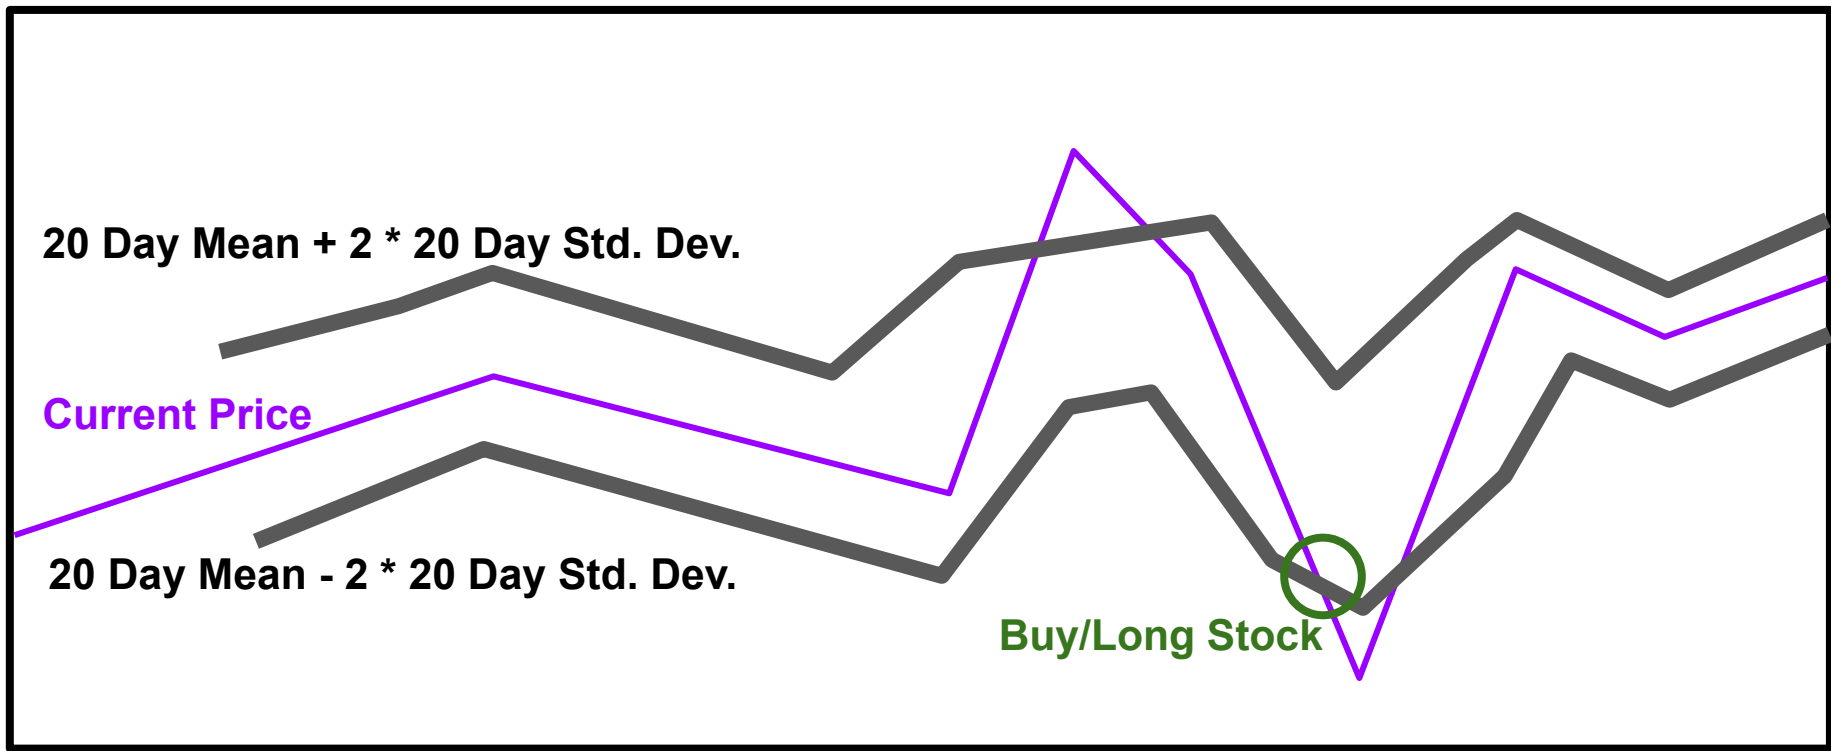 20 Day Mean + 2 * 20 Day Std. Dev.
Current Price
20 Day Mean - 2 * 20 Day Std. Dev.
Buy/Long Stock